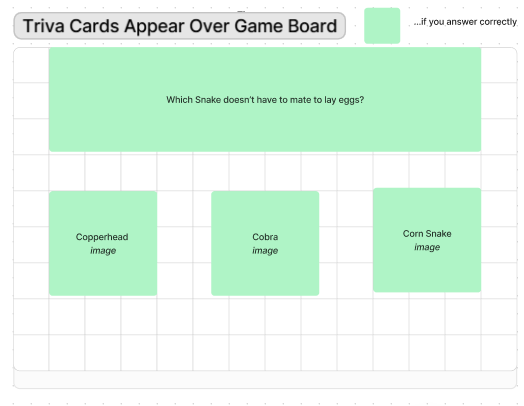 Triva Cards Appear Over Game Board
...if you answer correctly
Which Snake doesn't have to mate to lay eggs?
Copperhead
image
Cobra
image
Corn Snake
image